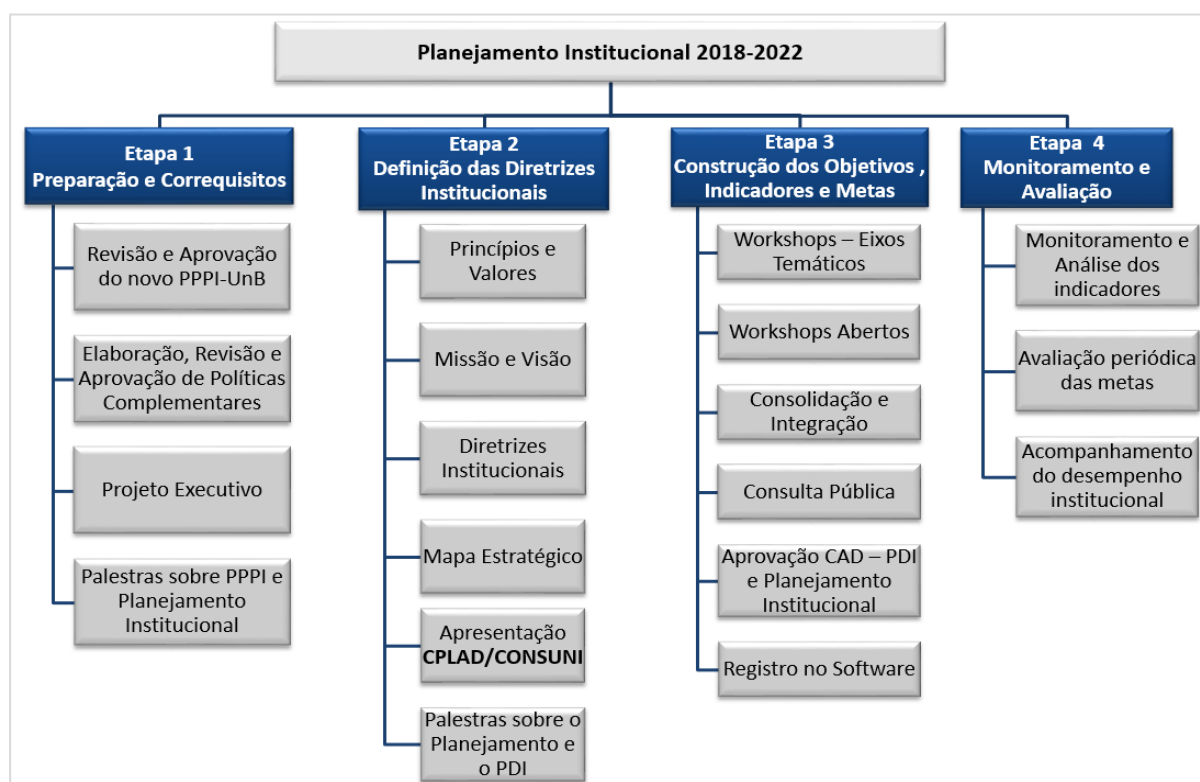 Planejamento Institucional 2018-2022
Etapa 1
Preparação e Correquisitos
Revisão e Aprovação
do novo PPPI-UnB
Elaboração, Revisão e
Aprovação de Políticas
Complementares
Projeto Executivo
Palestras sobre PPPI e
Planejamento
Institucional
Etapa 2
Definição das Diretrizes
Institucionais
Princípios e
Valores
Missão e Visão
Diretrizes
Institucionais
Mapa Estratégico
Apresentação
CPLAD/CONSUNI
Palestras sobre o
Planejamento e
o PDI
Etapa 3
Construção dos Objetivos ,
Indicadores e Metas
Workshops – Eixos
Temáticos
Workshops Abertos
Consolidação e
Integração
Consulta Pública
Aprovação CAD – PDI
e Planejamento
Institucional
Registro no Software
Etapa 4
Monitoramento e
Avaliação
Monitoramento e
Análise dos
indicadores
Avaliação periódica
das metas
Acompanhamento
do desempenho
institucional